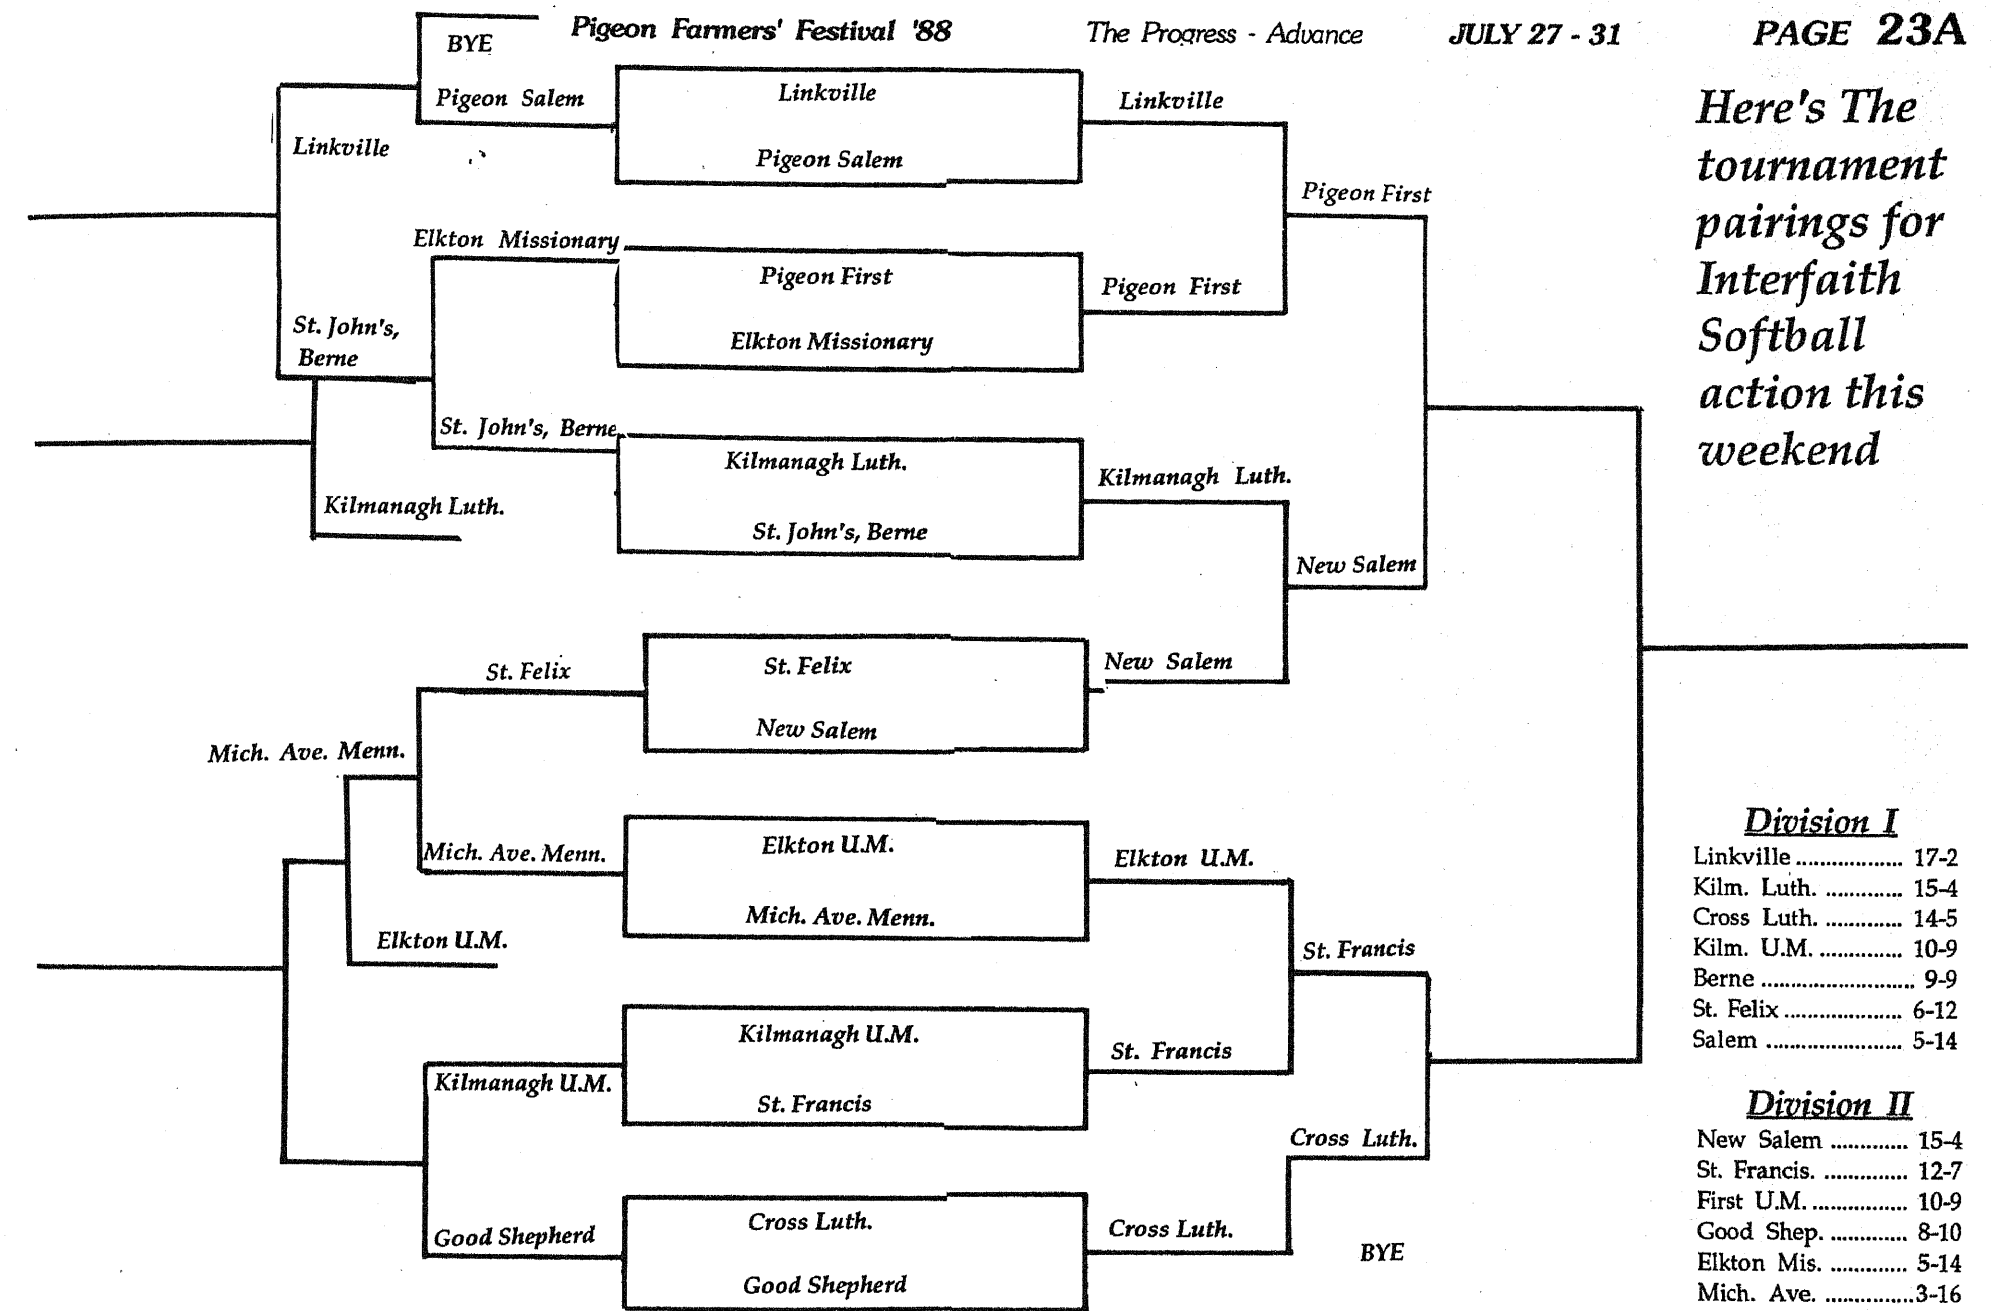 Pigeon Farmers' Festival '88 The Progress - Advance JULY 27 - 31 PAGE 23A
Here's The
tournament
pairings for
Interfaith
Softball
action this
weekend
BYE
Pigeon Salem
Linkville
St. John's,
Berne
Elkton Missionary
St. John's, Berne
Kilmanagh Luth.
Linkville
Pigeon Salem
Pigeon First
Elkton Missionary
Kilmanagh Luth.
St. John's, Berne
Linkville
Pigeon First
Kilmanagh Luth.
New Salem
Pigeon First
New Salem
St. Felix
Mich. Ave. Menn.
Mich. Ave. Menn.
Elkton U.M.
Kilmanagh U.M.
Good Shepherd
St. Felix
New Salem
Elkton U.M.
Mich. Ave. Menn.
Kilmanagh U.M.
St. Francis
Cross Luth.
Good Shepherd
Elkton U.M.
St. Francis
Cross Luth.
St. Francis
Cross Luth.
BYE
Division I
Linkville .................. 17-2
Kilm. Luth. ............. 15-4
Cross Luth. ............. 14-5
Kilm. U.M. .............. 10-9
Berne .......................... 9-9
St. Felix .................... 6-12
Salem ....................... 5-14
Division II
New Salem ............. 15-4
St. Francis. .............. 12-7
First U.M. ................ 10-9
Good Shep. ............. 8-10
Elkton Mis. ............. 5-14
Mich. Ave. ...............3-16